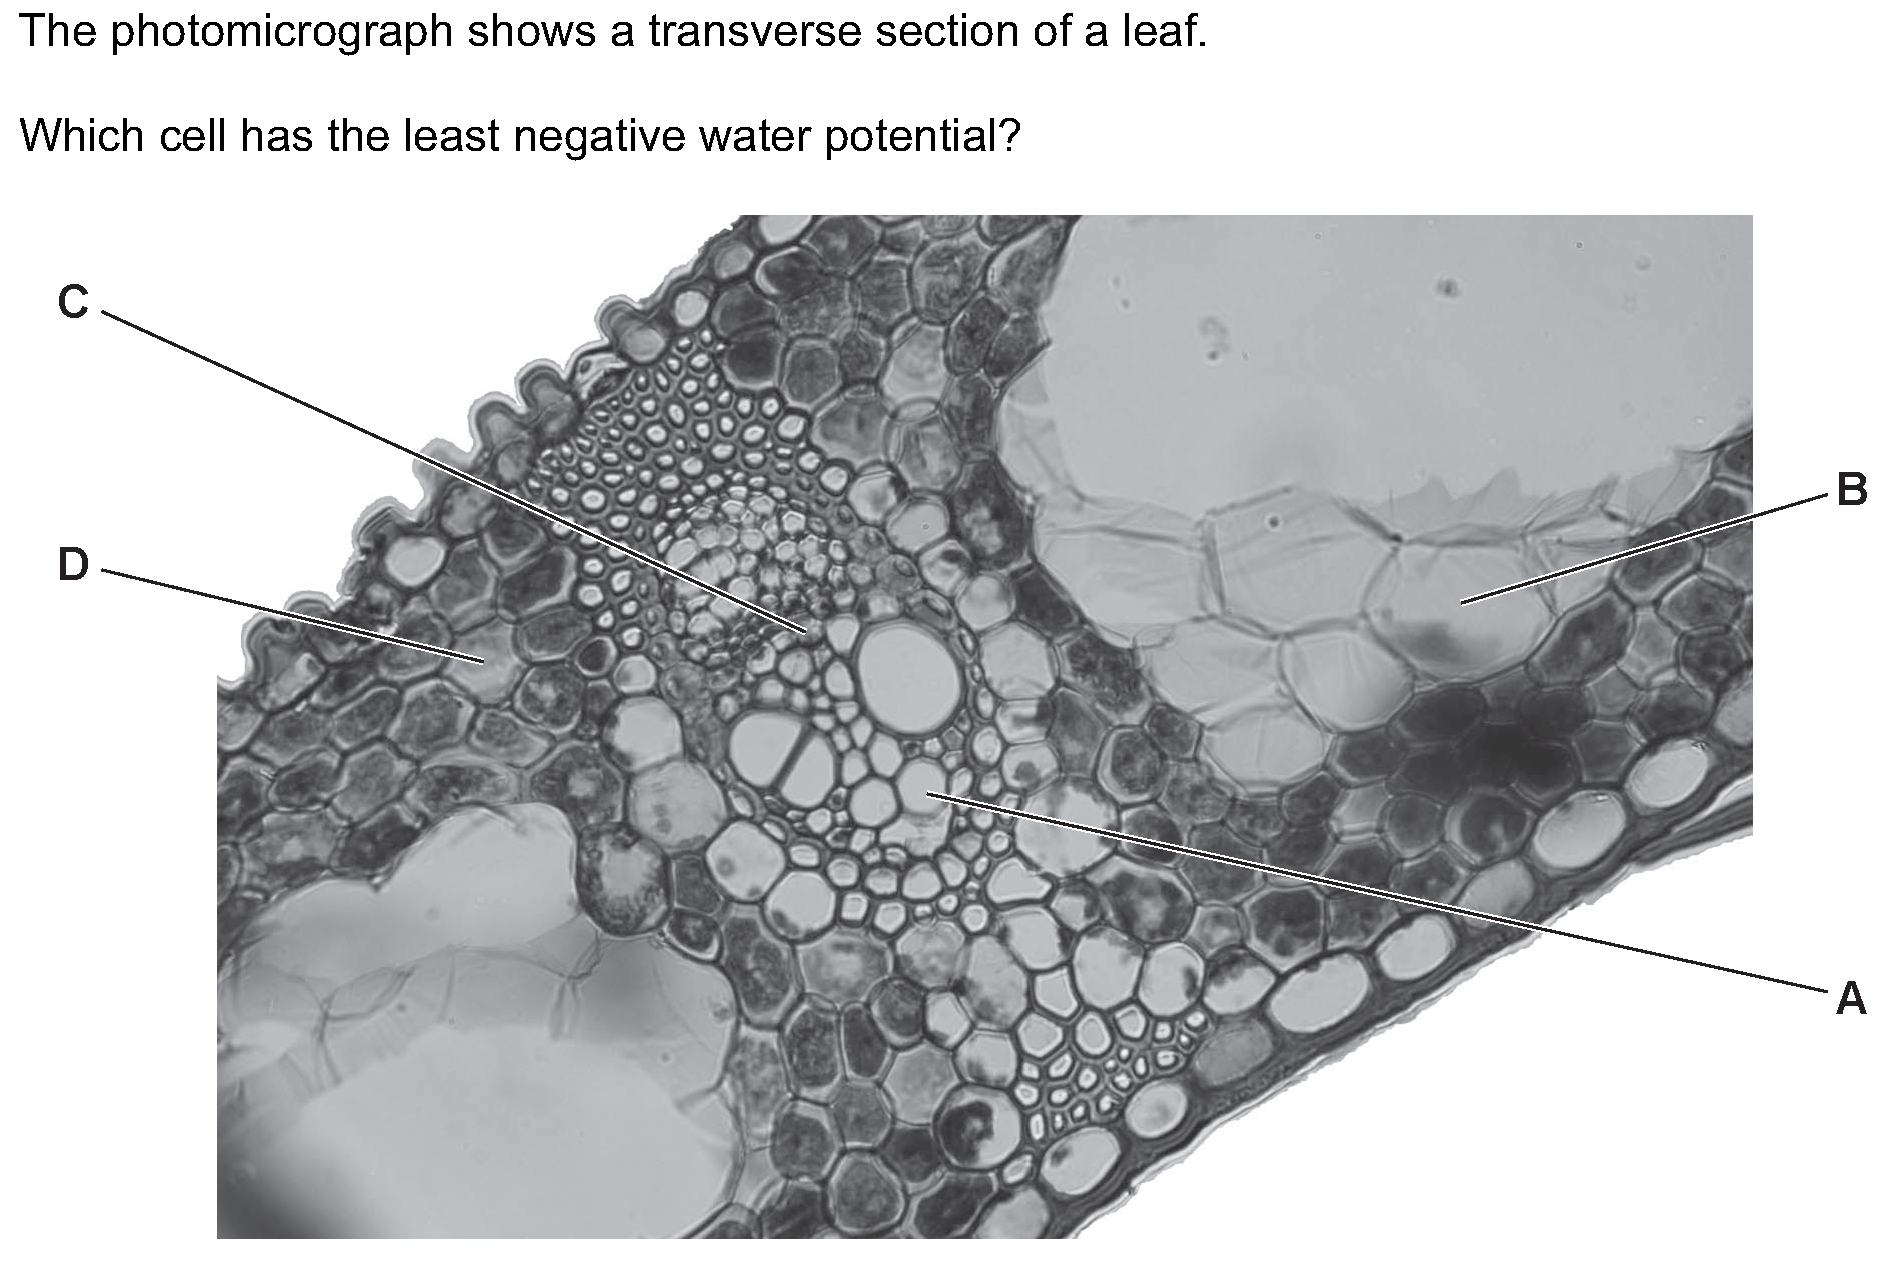 The photomicrograph shows a transverse section of a leaf.
Which cell has the least negative water potential?
C
B
D
A